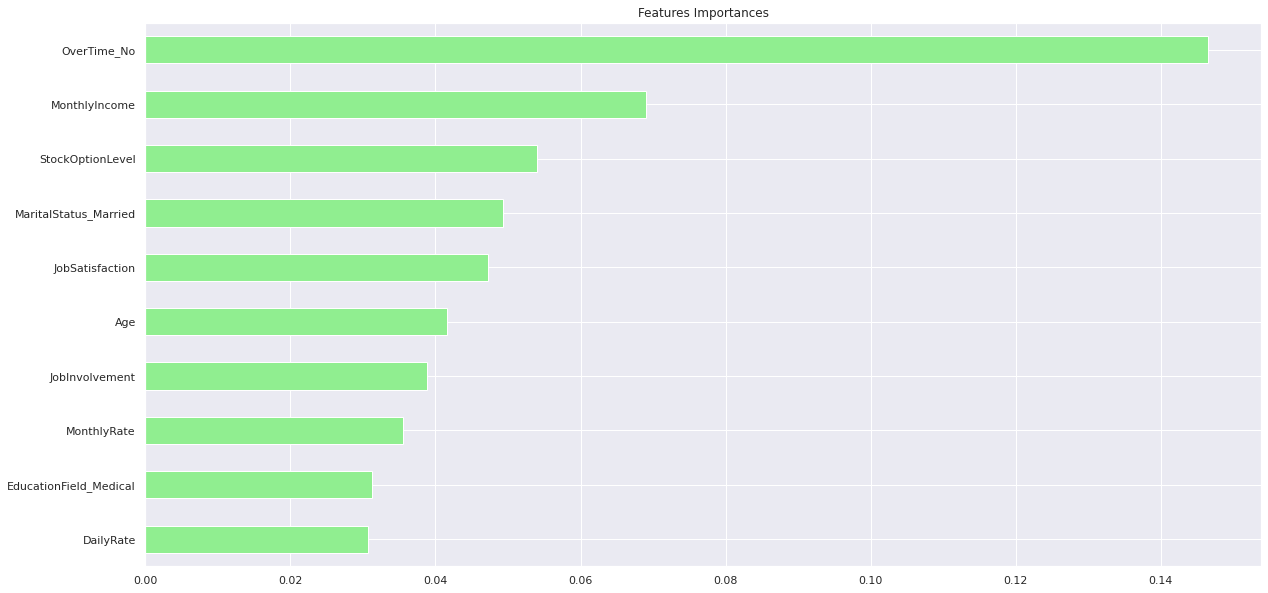 Features Importances
OverTime_No
MonthlyIncome
StockOptionLevel
MaritalStatus_Married
JobSatisfaction
Age
JobInvolvement
MonthlyRate
EducationField_Medical
DailyRate
0.00 0.02 0.04 0.06 0.08 0.10 0.12 0.14